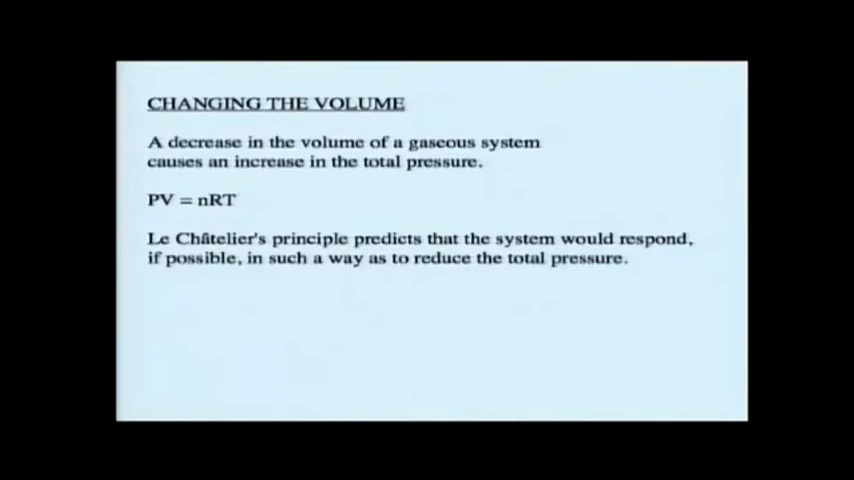 CHANGING THE VOLUME
A decrease in the volume of a gaseous system
causes an increase in the total pressure.
PV = nRT
Le Châtelier's principle predicts that the system would respond,
if possible, in such a way as to reduce the total pressure.